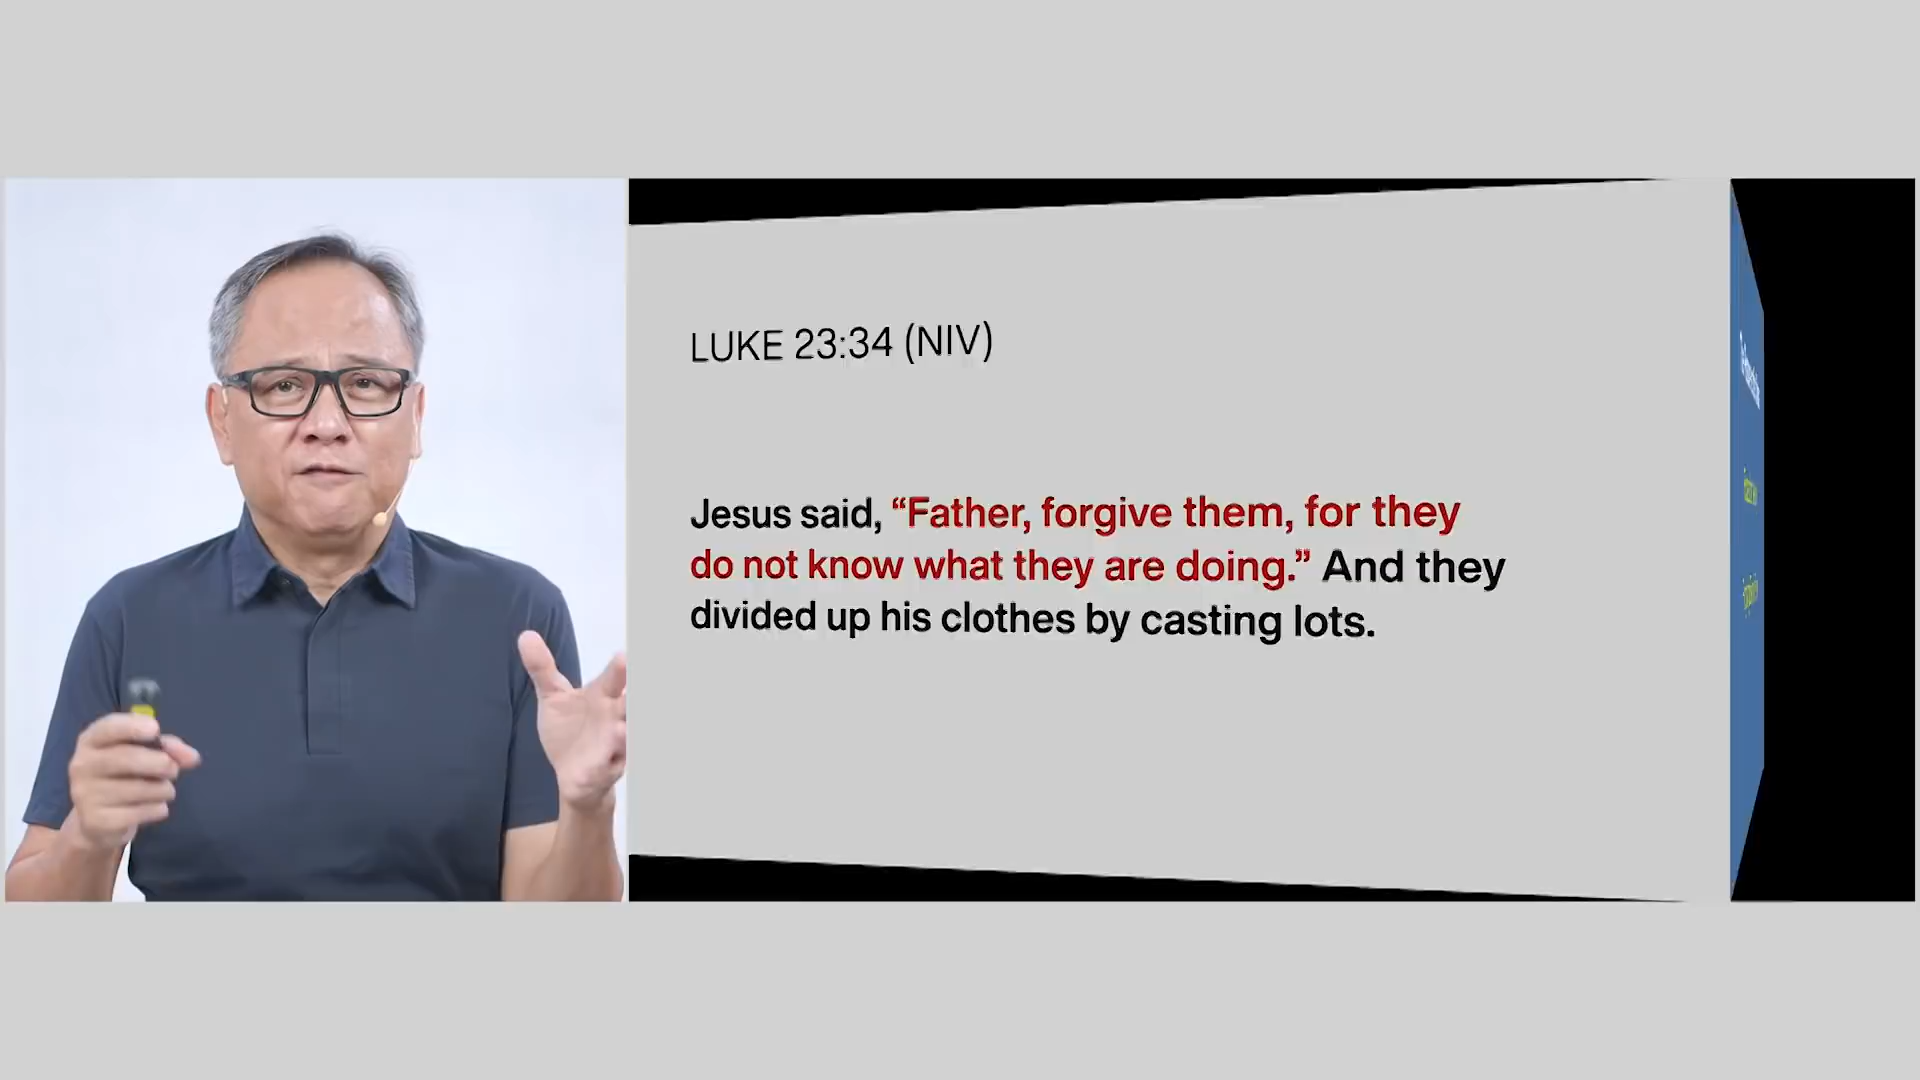 LUKE 23:34 (NIV)
Jesus said, “Father, forgive them, for they
do not know what they are doing.” And they
divided up his clothes by casting lots.